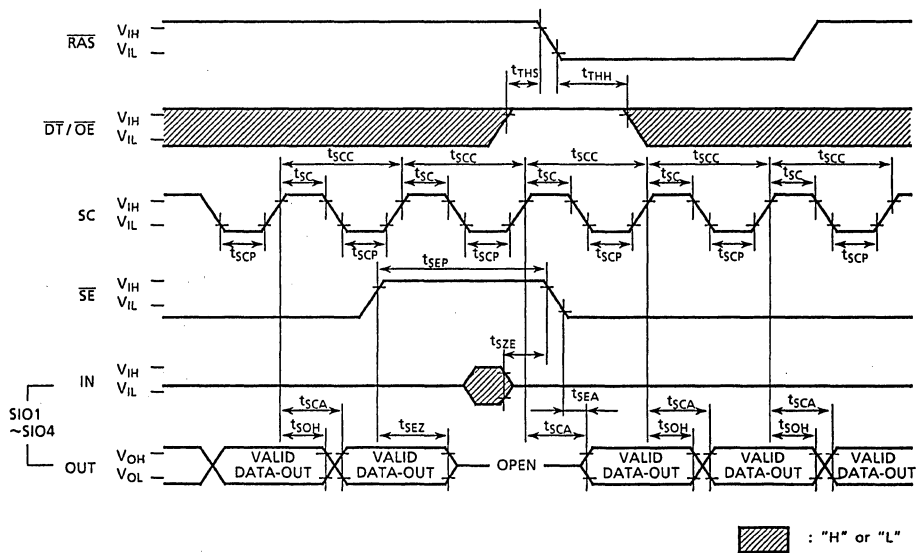 RAS VIH
VIL
tTHS tTHH
DT/OE VIH
VIL
tSCC tSCC tSCC tSCC tSCC
tSC tSC tSC tSC tSC
SC VIH
VIL
tSCP tSCP tSCP tSCP tSCP tSCP
tSEP
SE VIH
VIL
tSZE
IN VIH
VIL
SIO1
~SIO4
tSCA tSEA tSCA tSCA
tSOH tSEZ tSCA tSOH tSOH
OUT VOH
VOL
VALID DATA-OUT
VALID DATA-OUT
OPEN
VALID DATA-OUT
VALID DATA-OUT
VALID DATA-OUT
: "H" or "L"